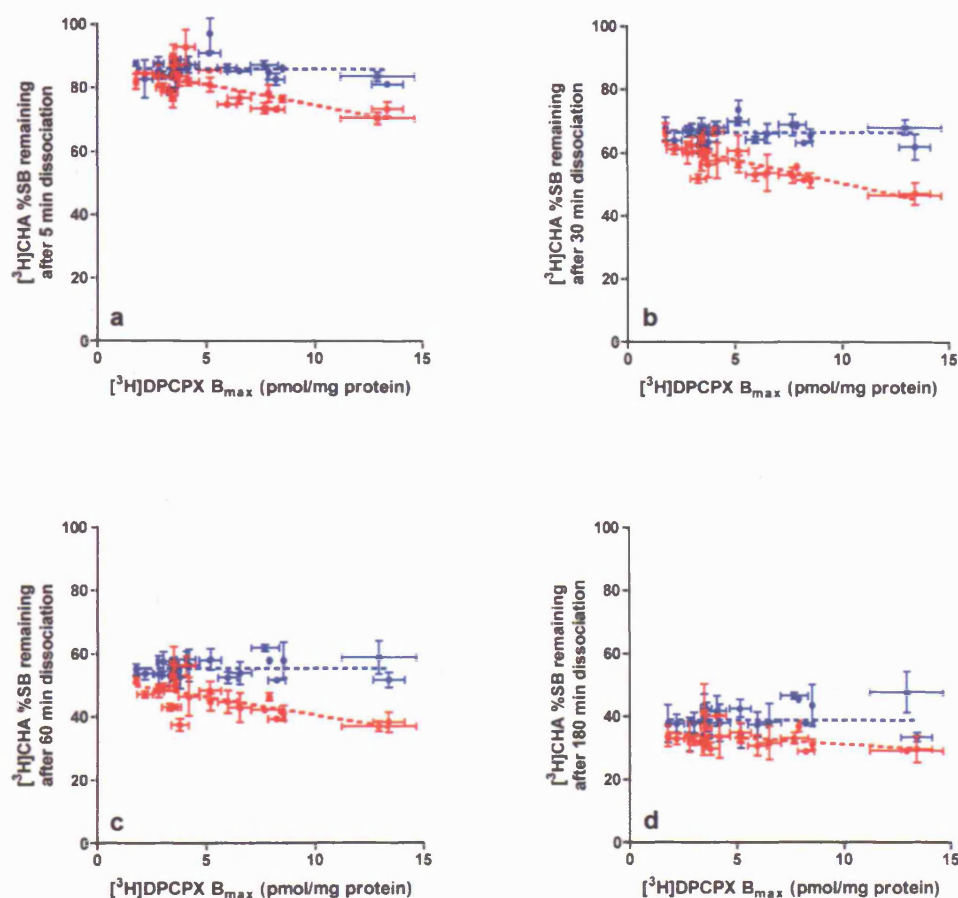 [³H]CHA %SB remaining
after 5 min dissociation
100
80
60
40
20
0
a
0
5
10
15
[³H]DPCPX Bmax (pmol/mg protein)
[³H]CHA %SB remaining
after 30 min dissociation
100
80
60
40
20
0
b
0
5
10
15
[³H]DPCPX Bmax (pmol/mg protein)
[³H]CHA %SB remaining
after 60 min dissociation
100
80
60
40
20
0
c
0
5
10
15
[³H]DPCPX Bmax (pmol/mg protein)
[³H]CHA %SB remaining
after 180 min dissociation
100
80
60
40
20
0
d
0
5
10
15
[³H]DPCPX Bmax (pmol/mg protein)